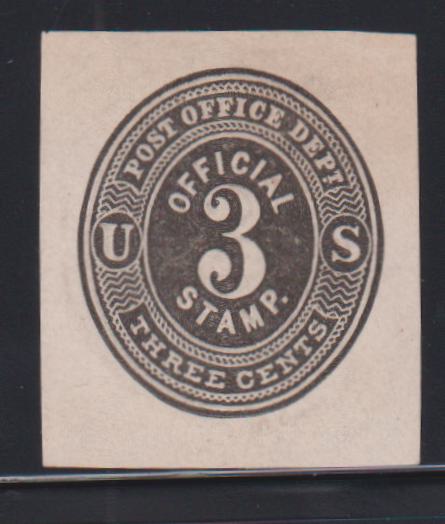 POST OFFICE DEPT
OFFICIAL
U 3 S
STAMP.
THREE CENTS